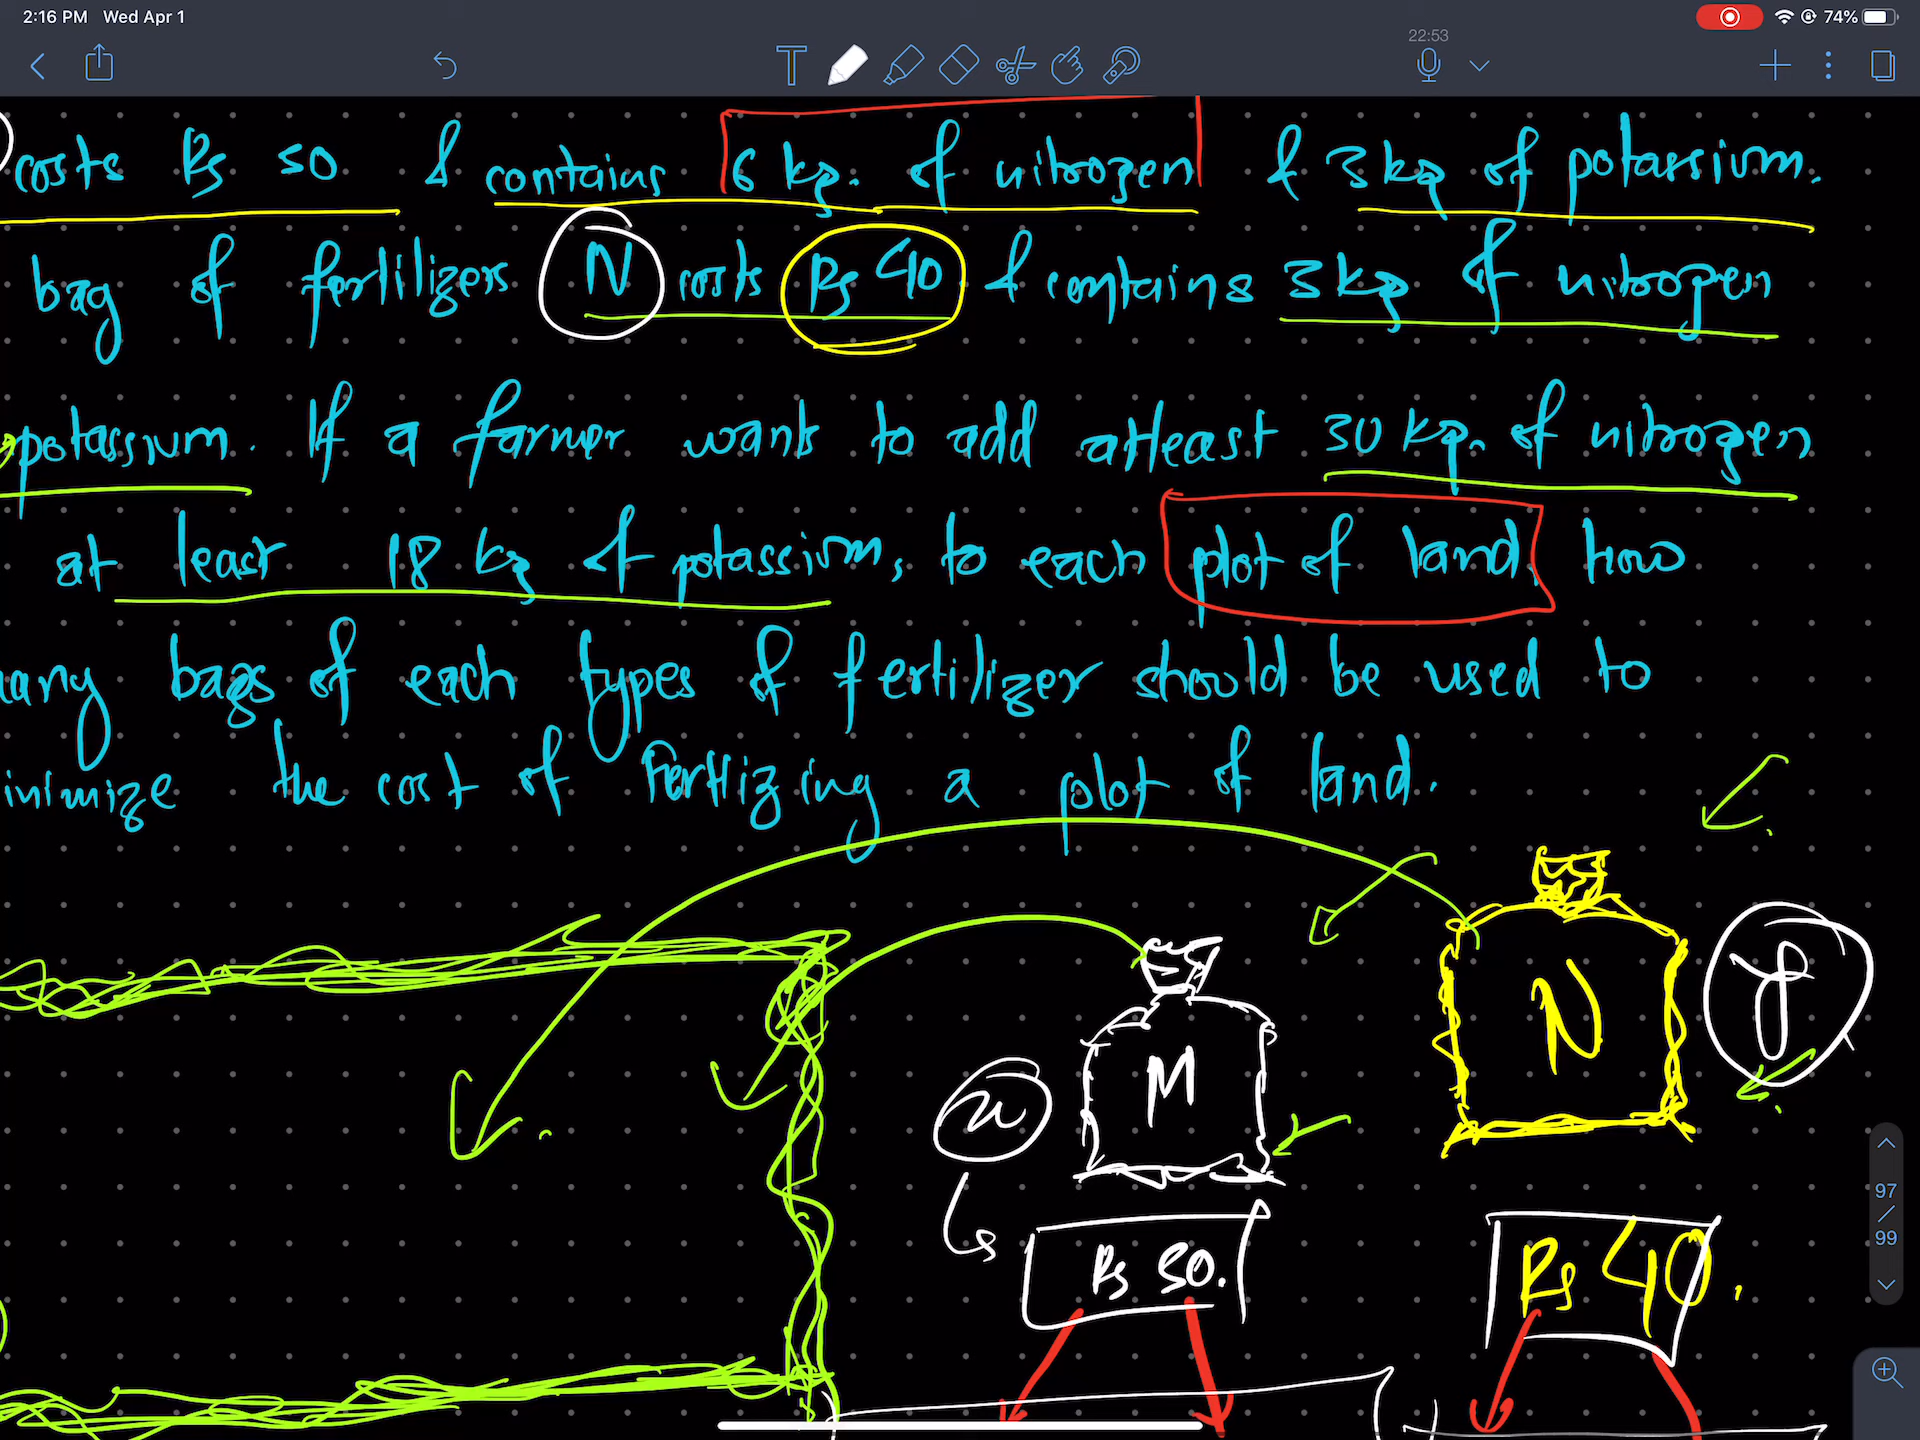 2:16 PM Wed Apr 1
74%
22:53
costs Rs 50 & contains 6 kg. of nitrogen & 3 kg of potassium.
bag of fertilizers N costs Rs 40 & contains 3 kg of nitrogen
potassium. If a farmer wants to add atleast 30 kg. of nitrogen
at least 18 kg of potassium, to each plot of land how
any bags of each types of fertilizer should be used to
inimize the cost of fertlizing a plot of land.
N
y
M
x
Rs 50.
Rs 40.
97
/
99